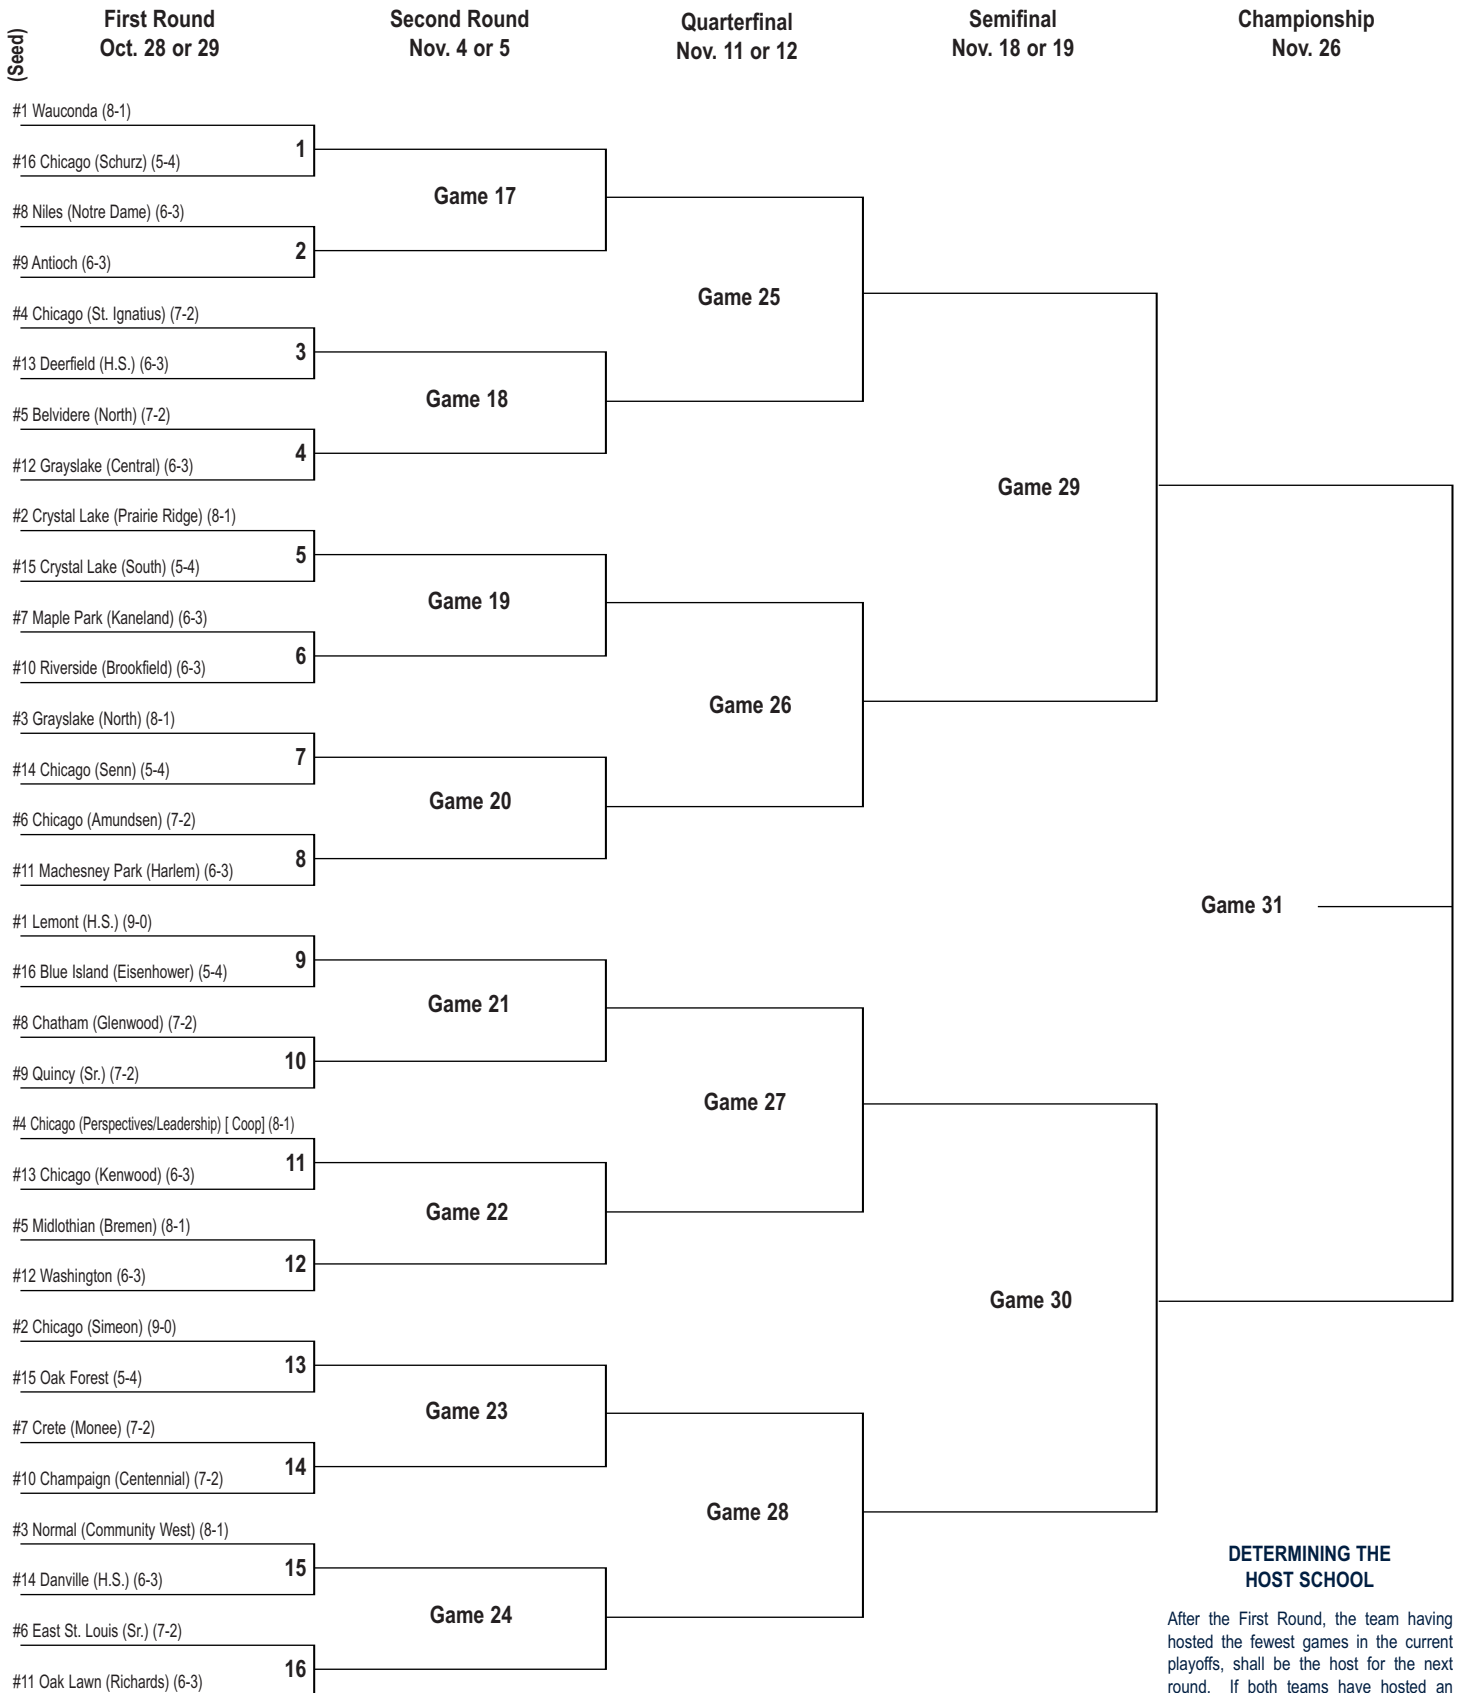 (Seed)
First Round
Oct. 28 or 29
Second Round
Nov. 4 or 5
Quarterfinal
Nov. 11 or 12
Semifinal
Nov. 18 or 19
Championship
Nov. 26
#1 Wauconda (8-1)
1
#16 Chicago (Schurz) (5-4)
Game 17
#8 Niles (Notre Dame) (6-3)
2
#9 Antioch (6-3)
Game 25
#4 Chicago (St. Ignatius) (7-2)
3
#13 Deerfield (H.S.) (6-3)
Game 18
#5 Belvidere (North) (7-2)
4
#12 Grayslake (Central) (6-3)
Game 29
#2 Crystal Lake (Prairie Ridge) (8-1)
5
#15 Crystal Lake (South) (5-4)
Game 19
#7 Maple Park (Kaneland) (6-3)
6
#10 Riverside (Brookfield) (6-3)
Game 26
#3 Grayslake (North) (8-1)
7
#14 Chicago (Senn) (5-4)
Game 20
#6 Chicago (Amundsen) (7-2)
8
#11 Machesney Park (Harlem) (6-3)
Game 31
#1 Lemont (H.S.) (9-0)
9
#16 Blue Island (Eisenhower) (5-4)
Game 21
#8 Chatham (Glenwood) (7-2)
10
#9 Quincy (Sr.) (7-2)
Game 27
#4 Chicago (Perspectives/Leadership) [ Coop] (8-1)
11
#13 Chicago (Kenwood) (6-3)
Game 22
#5 Midlothian (Bremen) (8-1)
12
#12 Washington (6-3)
Game 30
#2 Chicago (Simeon) (9-0)
13
#15 Oak Forest (5-4)
Game 23
#7 Crete (Monee) (7-2)
14
#10 Champaign (Centennial) (7-2)
Game 28
#3 Normal (Community West) (8-1)
15
#14 Danville (H.S.) (6-3)
Game 24
#6 East St. Louis (Sr.) (7-2)
16
#11 Oak Lawn (Richards) (6-3)
DETERMINING THE
HOST SCHOOL
After the First Round, the team having
hosted the fewest games in the current
playoffs, shall be the host for the next
round. If both teams have hosted an